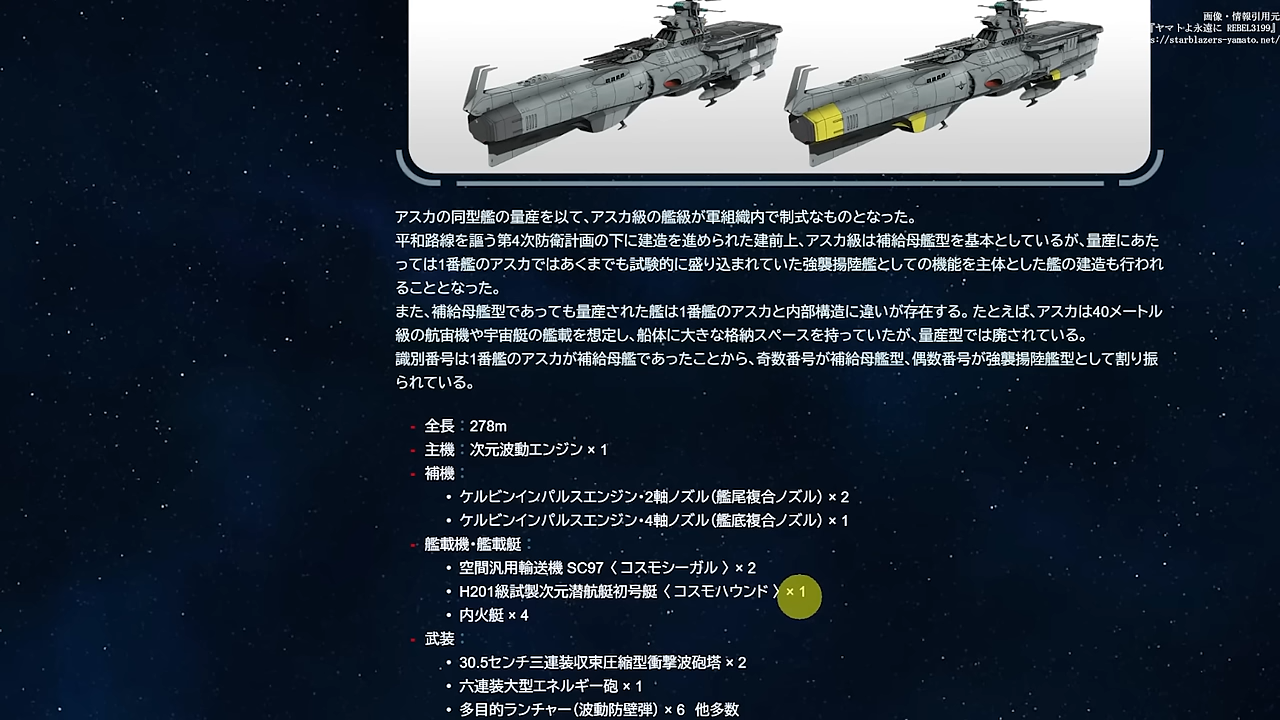 画像・情報引用元
『ヤマトよ永遠に REBEL3199』
s://starblazers-yamato.net/
アスカの同型艦の量産を以て、アスカ級の艦級が軍組織内で制式なものとなった。
平和路線を謳う第4次防衛計画の下に建造を進められた建前上、アスカ級は補給母艦型を基本としているが、量産にあた
っては1番艦のアスカではあくまでも試験的に盛り込まれていた強襲揚陸艦としての機能を主体とした艦の建造も行われ
ることとなった。
また、補給母艦型であっても量産された艦は1番艦のアスカと内部構造に違いが存在する。たとえば、アスカは40メートル
級の航宙機や宇宙艇の艦載を想定し、船体に大きな格納スペースを持っていたが、量産型では廃されている。
識別番号は1番艦のアスカが補給母艦であったことから、奇数番号が補給母艦型、偶数番号が強襲揚陸艦型として割り振
られている。
- 全長：278m
- 主機：次元波動エンジン × 1
- 補機：
• ケルビンインパルスエンジン・2軸ノズル（艦尾複合ノズル） × 2
• ケルビンインパルスエンジン・4軸ノズル（艦底複合ノズル） × 1
- 艦載機・艦載艇：
• 空間汎用輸送機 SC97〈コスモシーガル〉× 2
• H201級試製次元潜航艇初号艇〈コスモハウンド〉× 1
• 内火艇 × 4
- 武装：
• 30.5センチ三連装収束圧縮型衝撃波砲塔 × 2
• 六連装大型エネルギー砲 × 1
• 多目的ランチャー（波動防壁弾） × 6 他多数